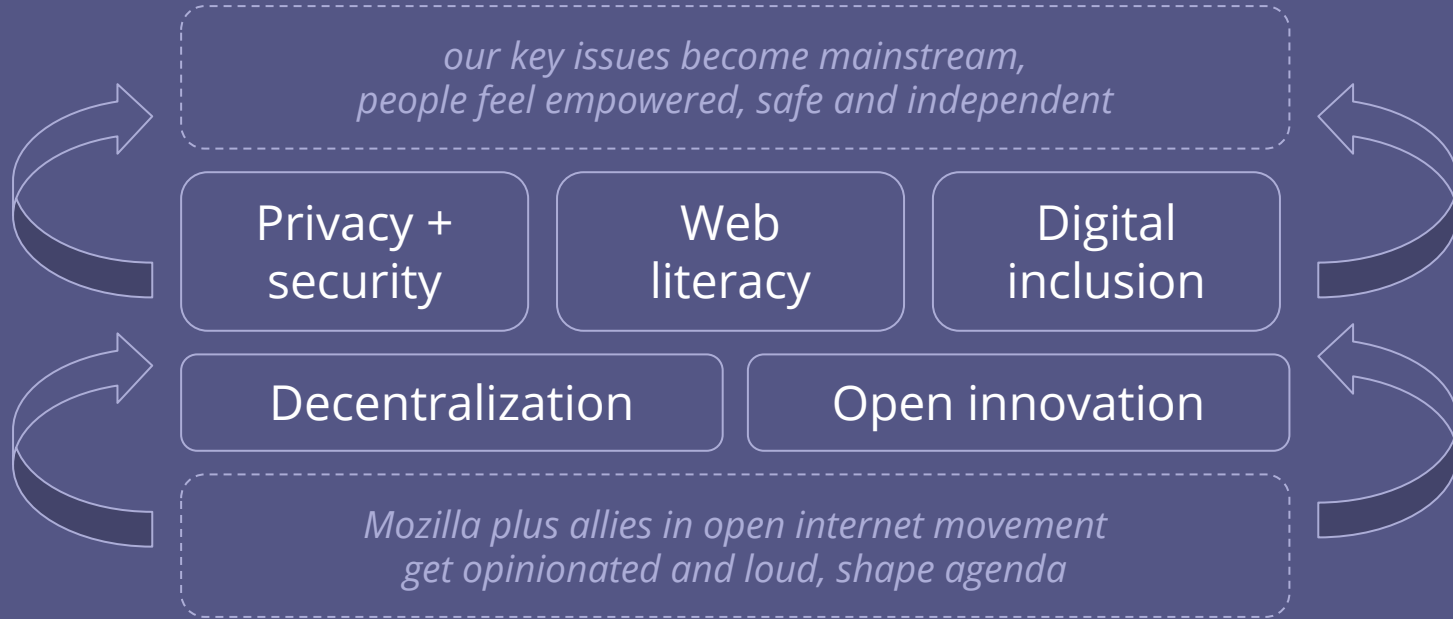 our key issues become mainstream,
people feel empowered, safe and independent
Privacy +
security
Web
literacy
Digital
inclusion
Decentralization
Open innovation
Mozilla plus allies in open internet movement
get opinionated and loud, shape agenda